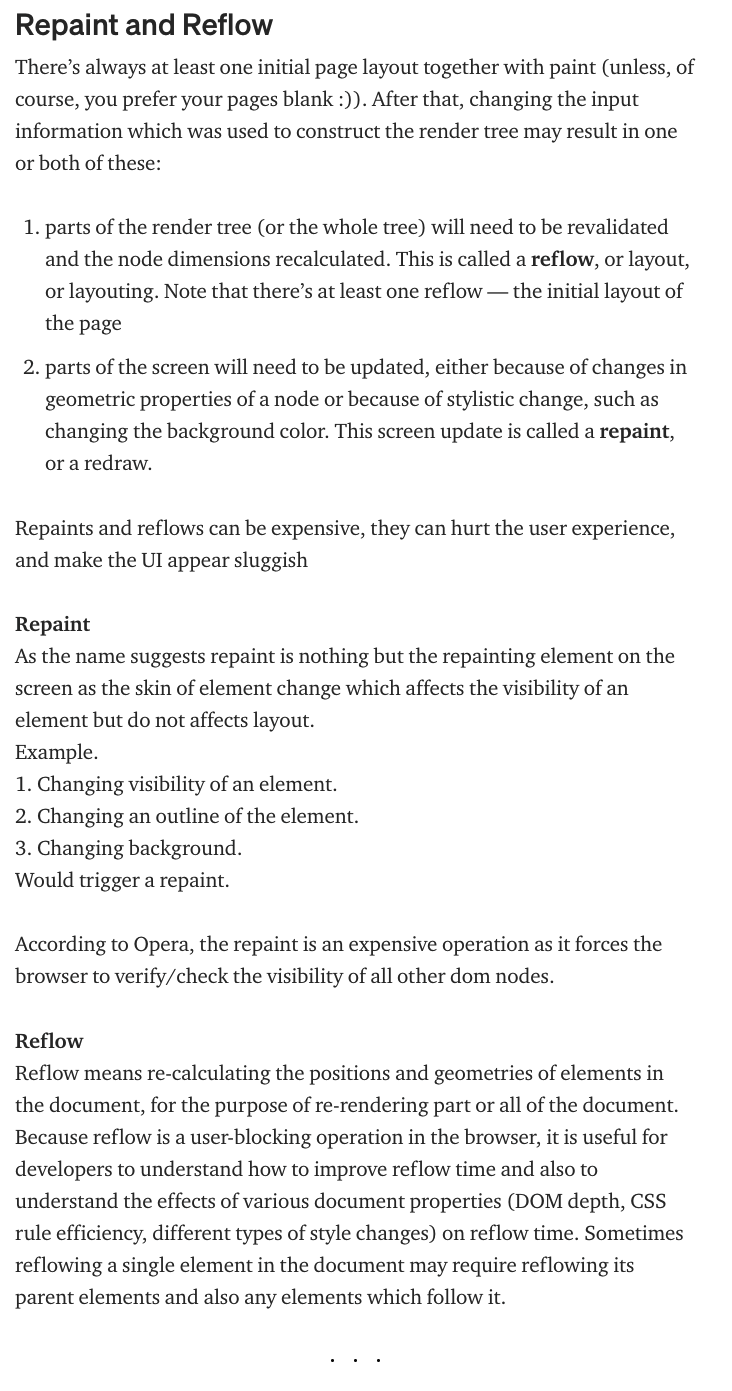 Repaint and Reflow
There’s always at least one initial page layout together with paint (unless, of
course, you prefer your pages blank :)). After that, changing the input
information which was used to construct the render tree may result in one
or both of these:
1. parts of the render tree (or the whole tree) will need to be revalidated
and the node dimensions recalculated. This is called a reflow, or layout,
or layouting. Note that there’s at least one reflow — the initial layout of
the page
2. parts of the screen will need to be updated, either because of changes in
geometric properties of a node or because of stylistic change, such as
changing the background color. This screen update is called a repaint,
or a redraw.
Repaints and reflows can be expensive, they can hurt the user experience,
and make the UI appear sluggish
Repaint
As the name suggests repaint is nothing but the repainting element on the
screen as the skin of element change which affects the visibility of an
element but do not affects layout.
Example.
1. Changing visibility of an element.
2. Changing an outline of the element.
3. Changing background.
Would trigger a repaint.
According to Opera, the repaint is an expensive operation as it forces the
browser to verify/check the visibility of all other dom nodes.
Reflow
Reflow means re-calculating the positions and geometries of elements in
the document, for the purpose of re-rendering part or all of the document.
Because reflow is a user-blocking operation in the browser, it is useful for
developers to understand how to improve reflow time and also to
understand the effects of various document properties (DOM depth, CSS
rule efficiency, different types of style changes) on reflow time. Sometimes
reflowing a single element in the document may require reflowing its
parent elements and also any elements which follow it.
. . .